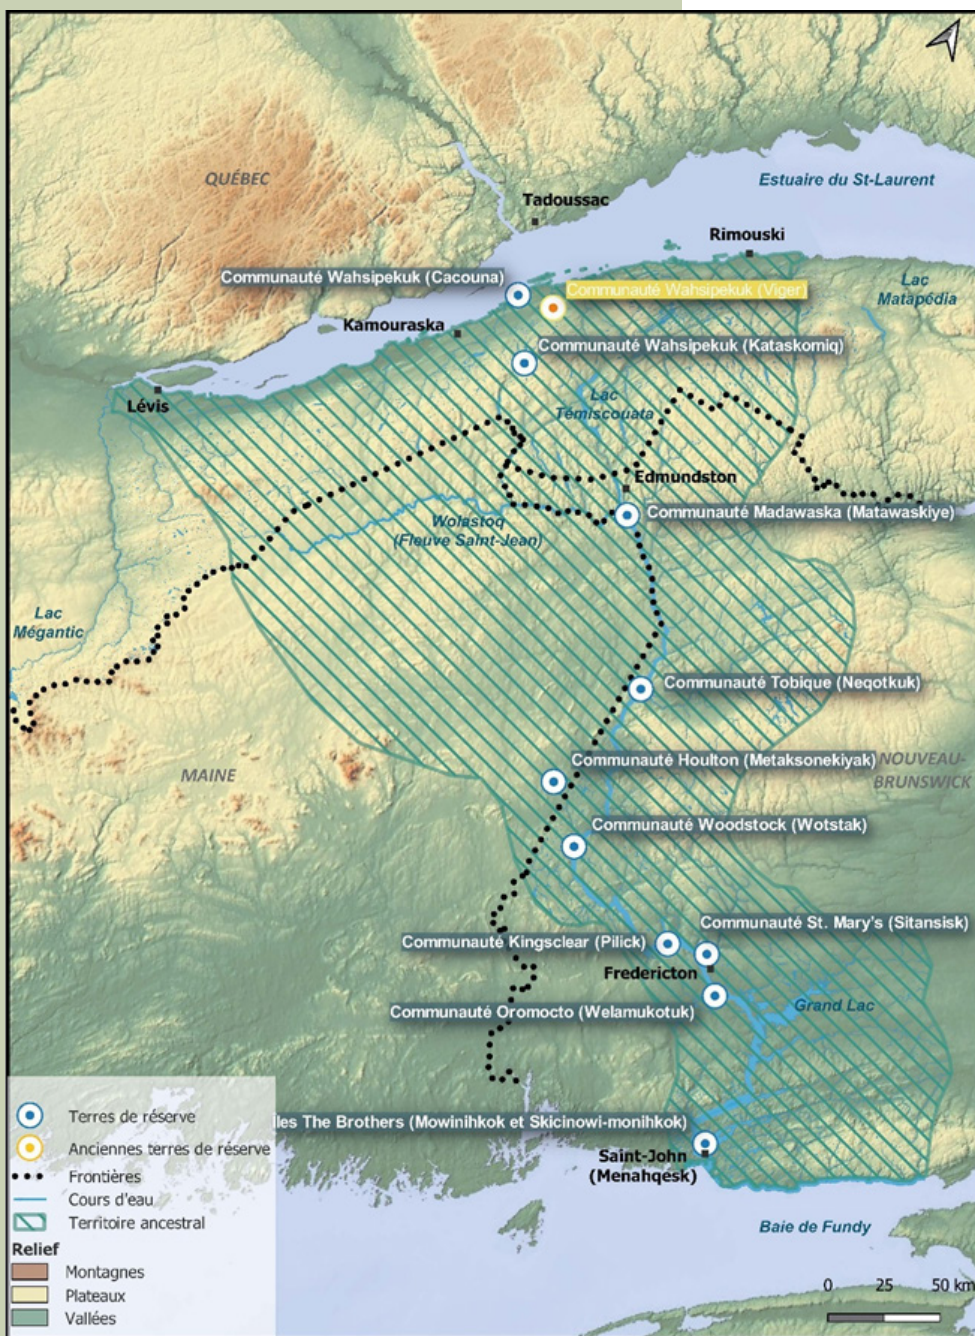 QUÉBEC
Estuaire du St-Laurent
Tadoussac
Rimouski
Communauté Wahsipekuk (Cacouna)
Communauté Wahsipekuk (Viger)
Lac
Matapédia
Kamouraska
Communauté Wahsipekuk (Kataskomiq)
Lévis
Lac
Témiscouata
Edmundston
Communauté Madawaska (Matawaskiye)
Wolastoq
(Fleuve Saint-Jean)
Lac
Mégantic
Communauté Tobique (Neqotkuk)
MAINE
Communauté Houlton (Metaksonekiyak)
NOUVEAU-
BRUNSWICK
Communauté Woodstock (Wotstak)
Communauté St. Mary's (Sitansisk)
Communauté Kingsclear (Pilick)
Fredericton
Communauté Oromocto (Welamukotuk)
Grand Lac
les The Brothers (Mowinihkok et Skicinowi-monihkok)
Saint-John
(Menahqesk)
Baie de Fundy
Terres de réserve
Anciennes terres de réserve
Frontières
Cours d'eau
Territoire ancestral
Relief
Montagnes
Plateaux
Vallées
0 25 50 km